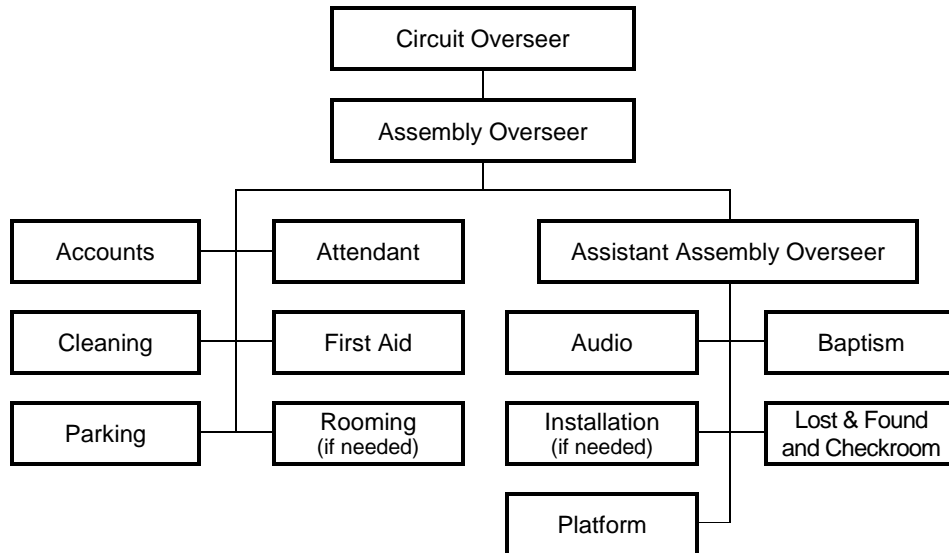 Circuit Overseer
Assembly Overseer
Accounts
Attendant
Assistant Assembly Overseer
Cleaning
First Aid
Audio
Baptism
Parking
Rooming
(if needed)
Installation
(if needed)
Lost & Found
and Checkroom
Platform